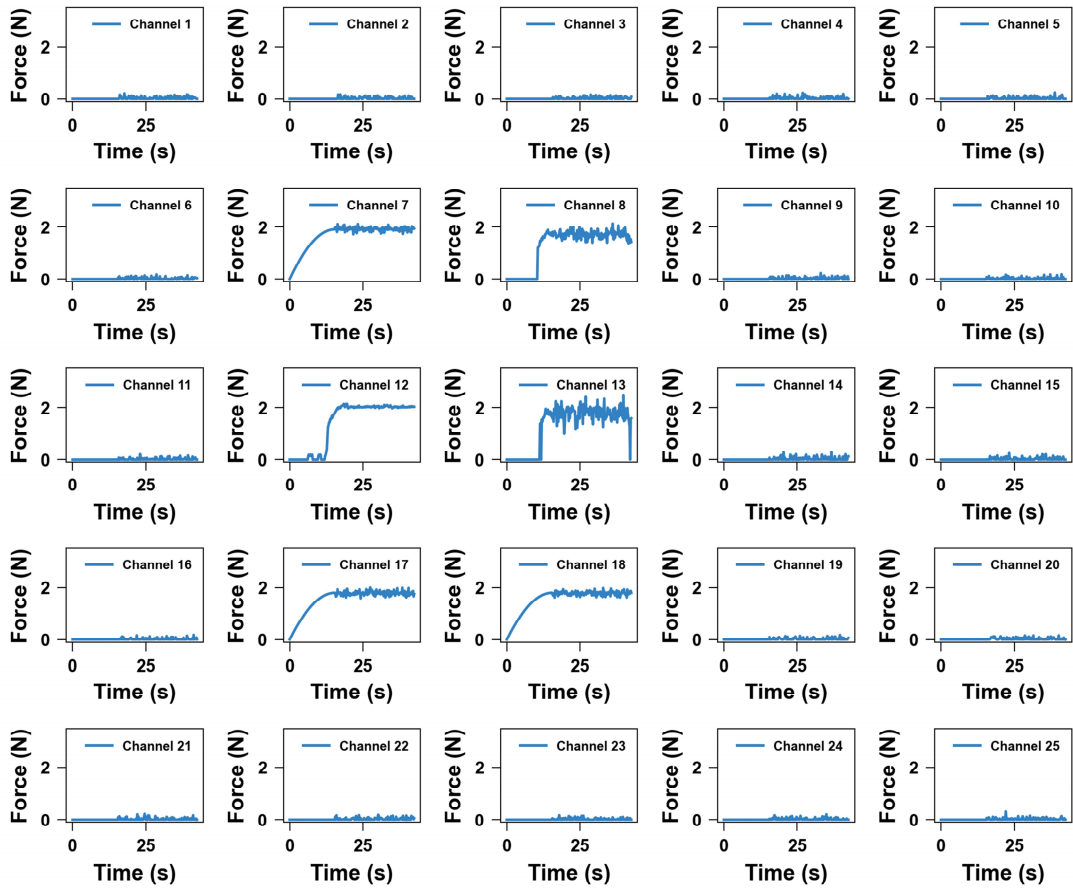 Force (N) 2 0 Channel 1 Force (N) 2 0 Channel 2 Force (N) 2 0 Channel 3 Force (N) 2 0 Channel 4 Force (N) 2 0 Channel 5
0 25 0 25 0 25 0 25 0 25
Time (s) Time (s) Time (s) Time (s) Time (s)
Force (N) 2 0 Channel 6 Force (N) 2 0 Channel 7 Force (N) 2 0 Channel 8 Force (N) 2 0 Channel 9 Force (N) 2 0 Channel 10
0 25 0 25 0 25 0 25 0 25
Time (s) Time (s) Time (s) Time (s) Time (s)
Force (N) 2 0 Channel 11 Force (N) 2 0 Channel 12 Force (N) 2 0 Channel 13 Force (N) 2 0 Channel 14 Force (N) 2 0 Channel 15
0 25 0 25 0 25 0 25 0 25
Time (s) Time (s) Time (s) Time (s) Time (s)
Force (N) 2 0 Channel 16 Force (N) 2 0 Channel 17 Force (N) 2 0 Channel 18 Force (N) 2 0 Channel 19 Force (N) 2 0 Channel 20
0 25 0 25 0 25 0 25 0 25
Time (s) Time (s) Time (s) Time (s) Time (s)
Force (N) 2 0 Channel 21 Force (N) 2 0 Channel 22 Force (N) 2 0 Channel 23 Force (N) 2 0 Channel 24 Force (N) 2 0 Channel 25
0 25 0 25 0 25 0 25 0 25
Time (s) Time (s) Time (s) Time (s) Time (s)